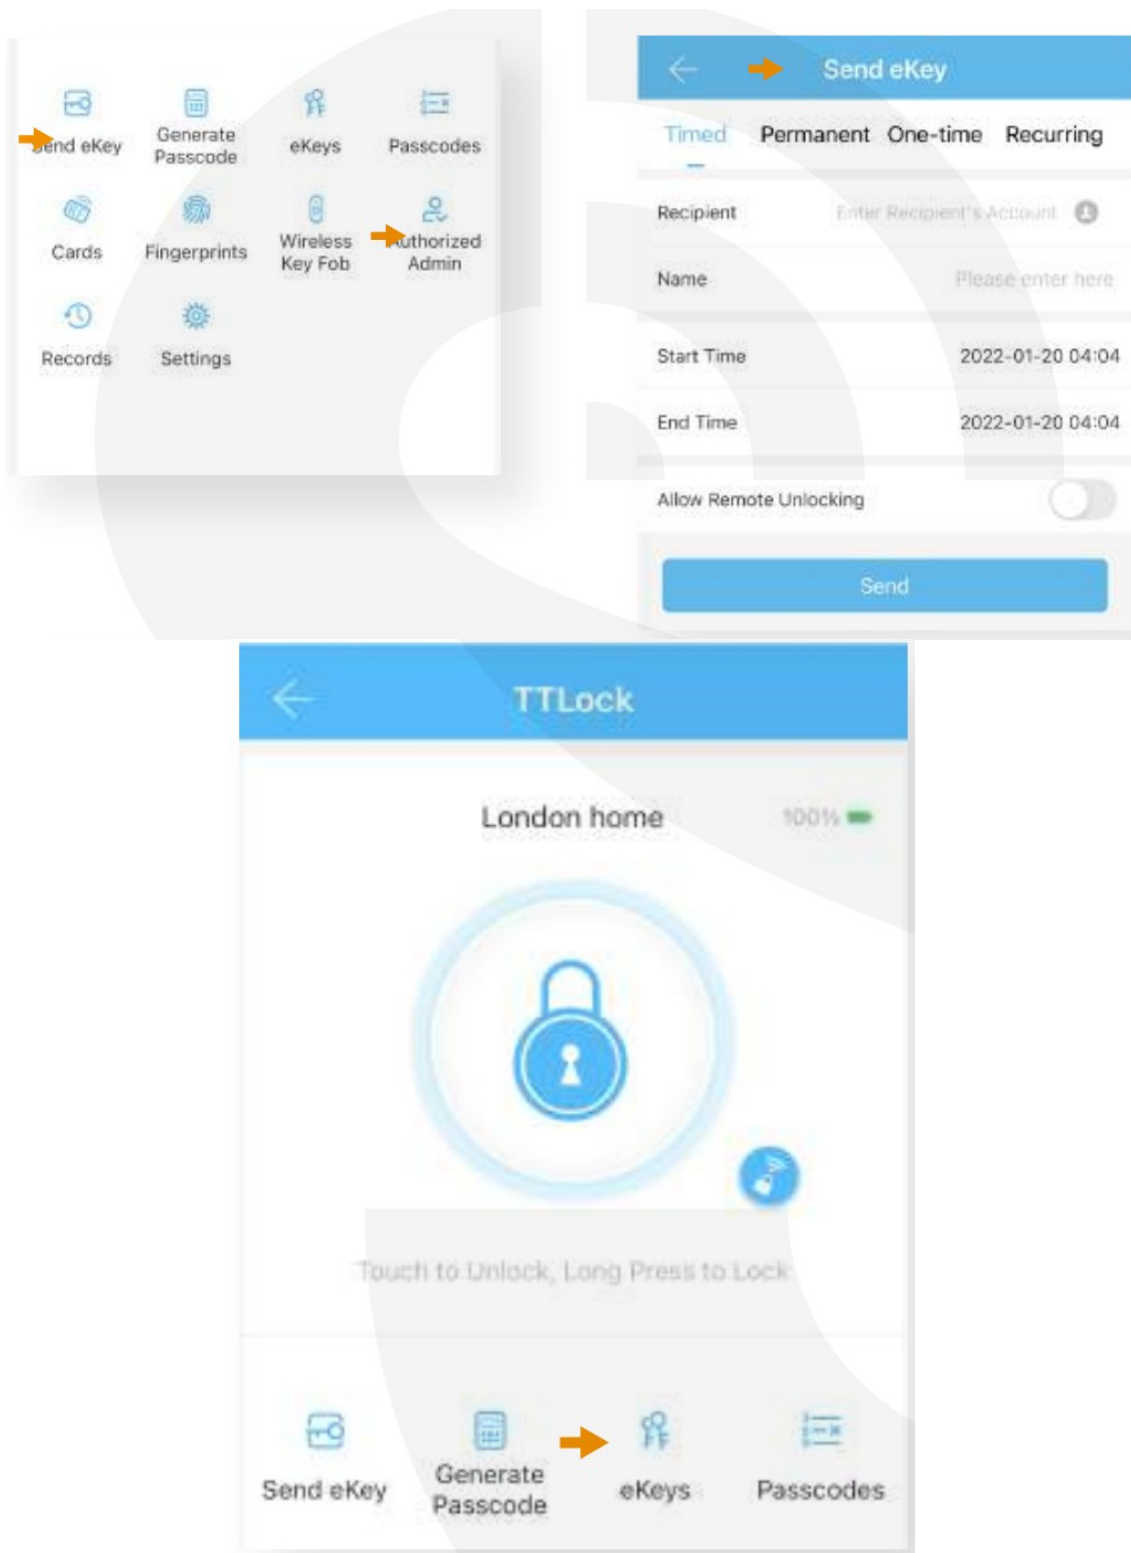 Send eKey
Generate
Passcode
eKeys
Passcodes
Cards
Fingerprints
Wireless
Key Fob
Authorized
Admin
Records
Settings
Send eKey
Timed Permanent One-time Recurring
Recipient Enter Recipient's Account
Name Please enter here
Start Time 2022-01-20 04:04
End Time 2022-01-20 04:04
Allow Remote Unlocking
Send
TTLock
London home 100%
Touch to Unlock, Long Press to Lock
Send eKey
Generate
Passcode
eKeys
Passcodes